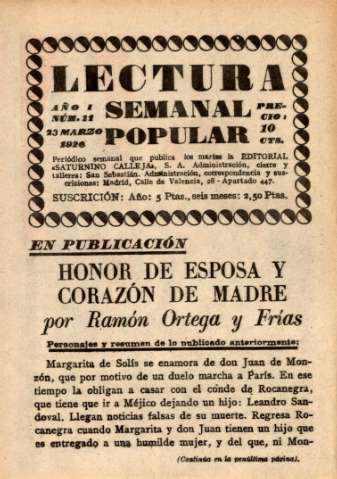 LECTURA
AÑO I
NÚM. 11
SEMANAL
PRE-
CIO:
23 MARZO
1926
POPULAR
10
CTS.
Periódico semanal que publica los martes la EDITORIAL
«SATURNINO CALLEJA», S. A. Administración, cierre y
talleres: San Sebastián. Administración, correspondencia y sus-
cripciones: Madrid, Calle de Valencia, 28 - Apartado 447.
SUSCRICIÓN: Año: 5 Ptas., seis meses: 2,50 Ptas.
EN PUBLICACIÓN
HONOR DE ESPOSA Y
CORAZÓN DE MADRE
por Ramón Ortega y Frías
Personajes y resumen de lo publicado anteriormente:
Margarita de Solís se enamora de don Juan de Mon-
zón, que por motivo de un duelo marcha a París. En ese
tiempo la obligan a casar con el conde de Rocanegra,
que tiene que ir a Méjico dejando un hijo: Leandro San-
doval. Llegan noticias falsas de su muerte. Regresa Ro-
canegra cuando Margarita y don Juan tienen un hijo que
es entregado a una humilde mujer, y del que, ni Mon-
(Continúa en la penúltima página).